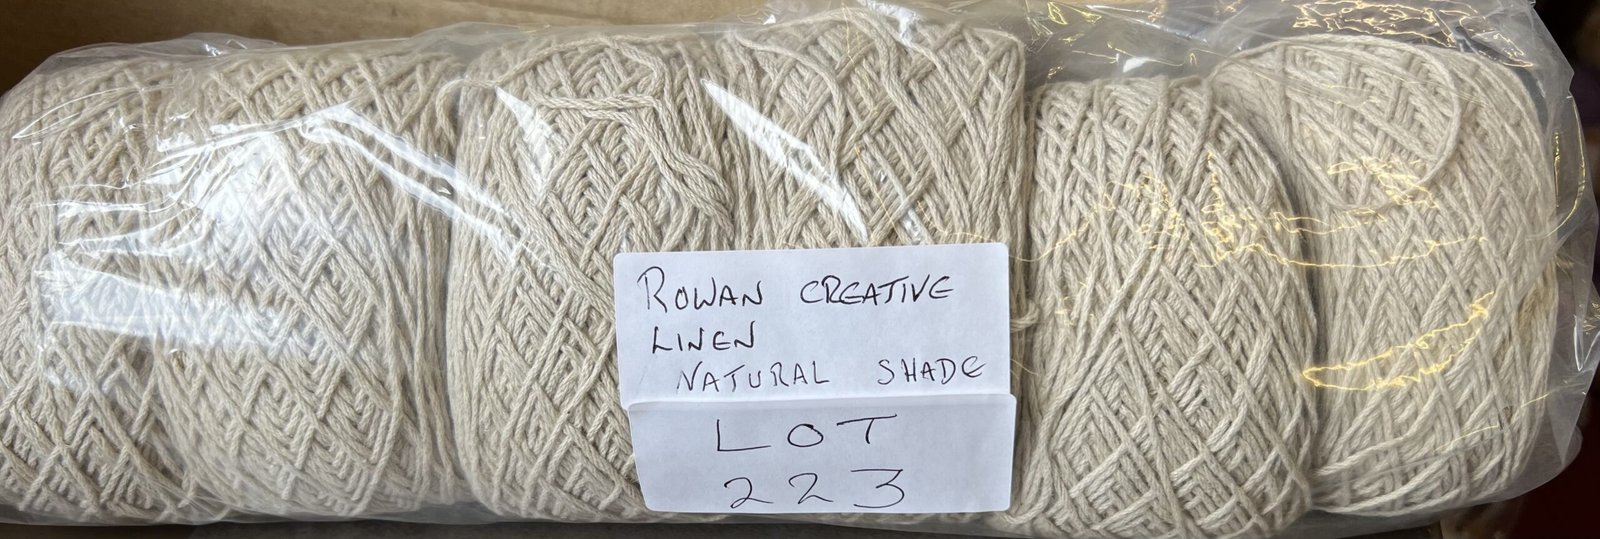 ROWAN CREATIVE
LINEN
NATURAL SHADE
LOT
223